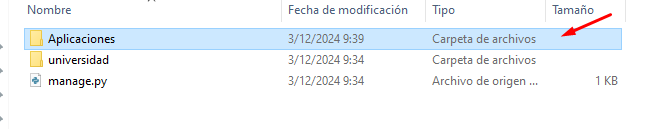 Nombre Fecha de modificación Tipo Tamaño
Aplicaciones 3/12/2024 9:39 Carpeta de archivos
universidad 3/12/2024 9:34 Carpeta de archivos
manage.py 3/12/2024 9:34 Archivo de origen ... 1 KB